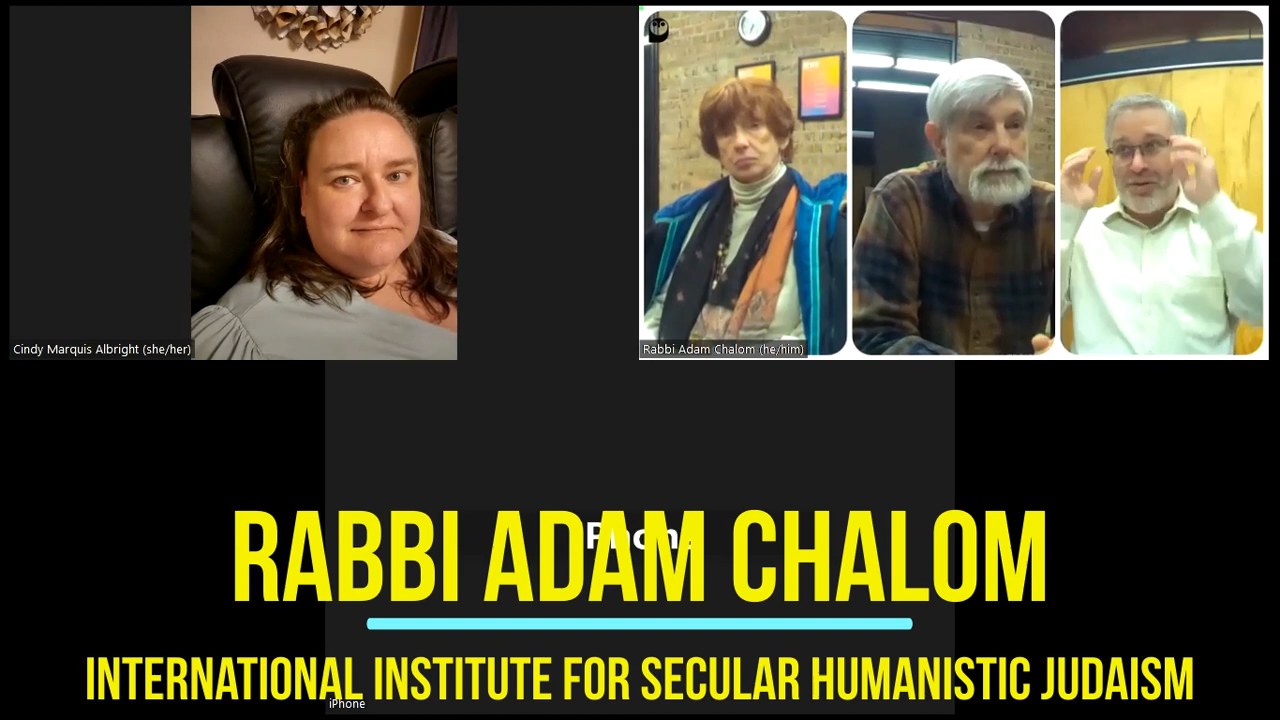 Cindy Marquis Albright (she/her)
Rabbi Adam Chalom (he/him)
iPhone
RABBI ADAM CHALOM
INTERNATIONAL INSTITUTE FOR SECULAR HUMANISTIC JUDAISM
iPhone